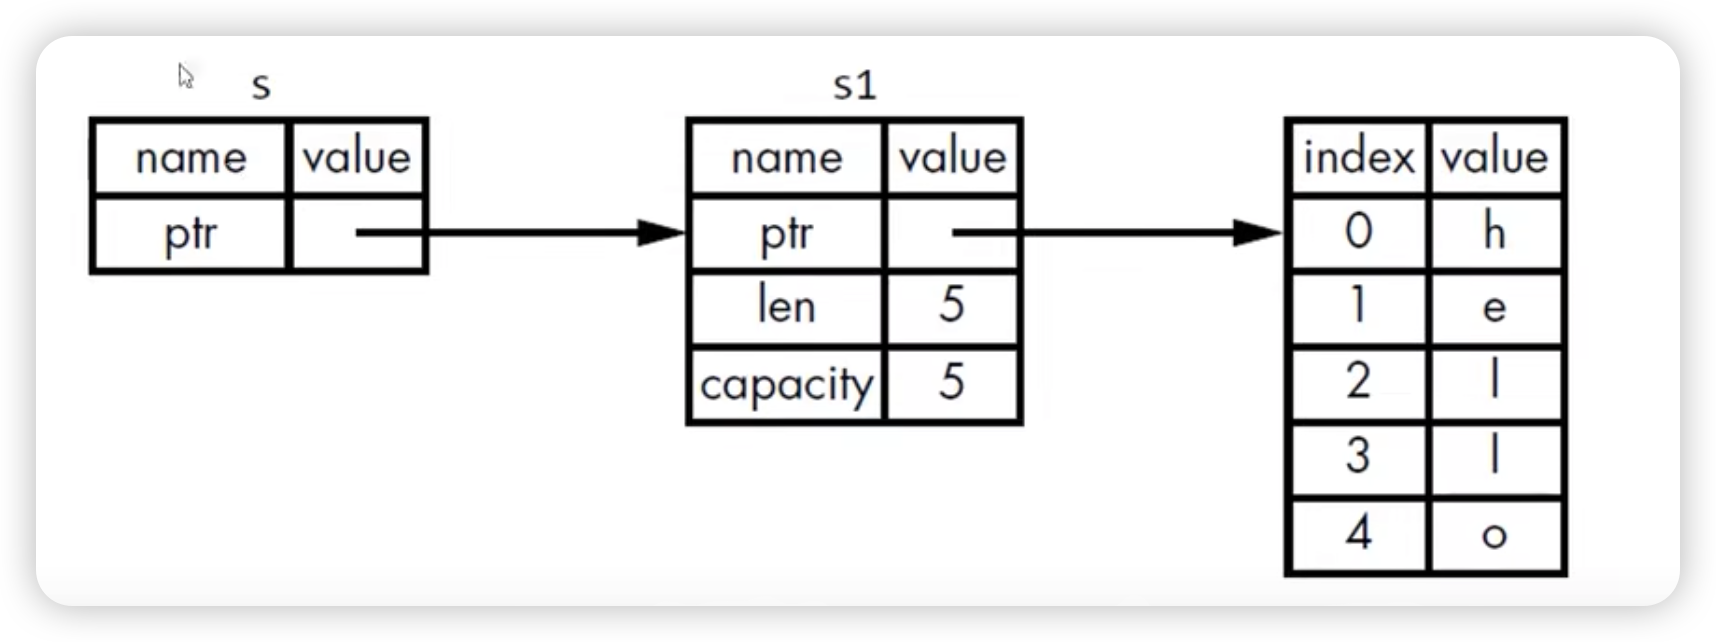 s
name value
ptr
s1
name value
ptr
len 5
capacity 5
index value
0 h
1 e
2 l
3 l
4 o